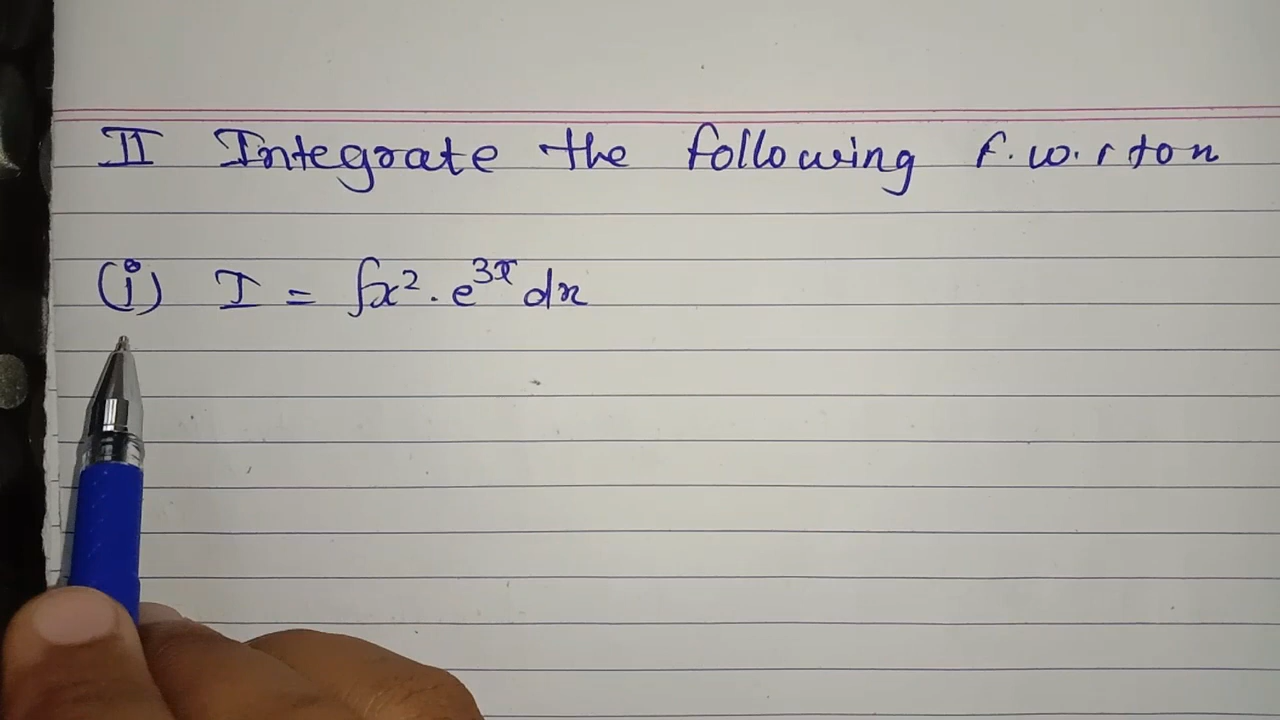 II Integrate the following f.w.r to x
(i) I = ∫x². e³ˣ dx